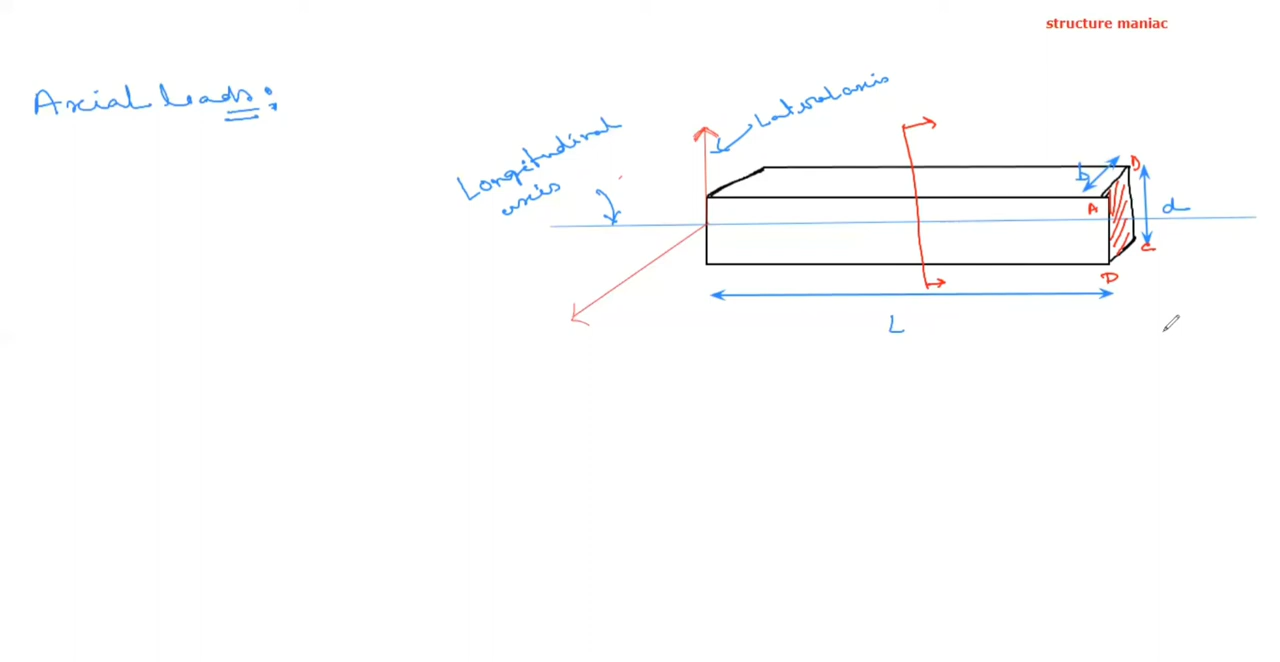 structure maniac
Axial loads:
Lateral axis
Longitudinal
axis
b
B
A
d
C
D
L